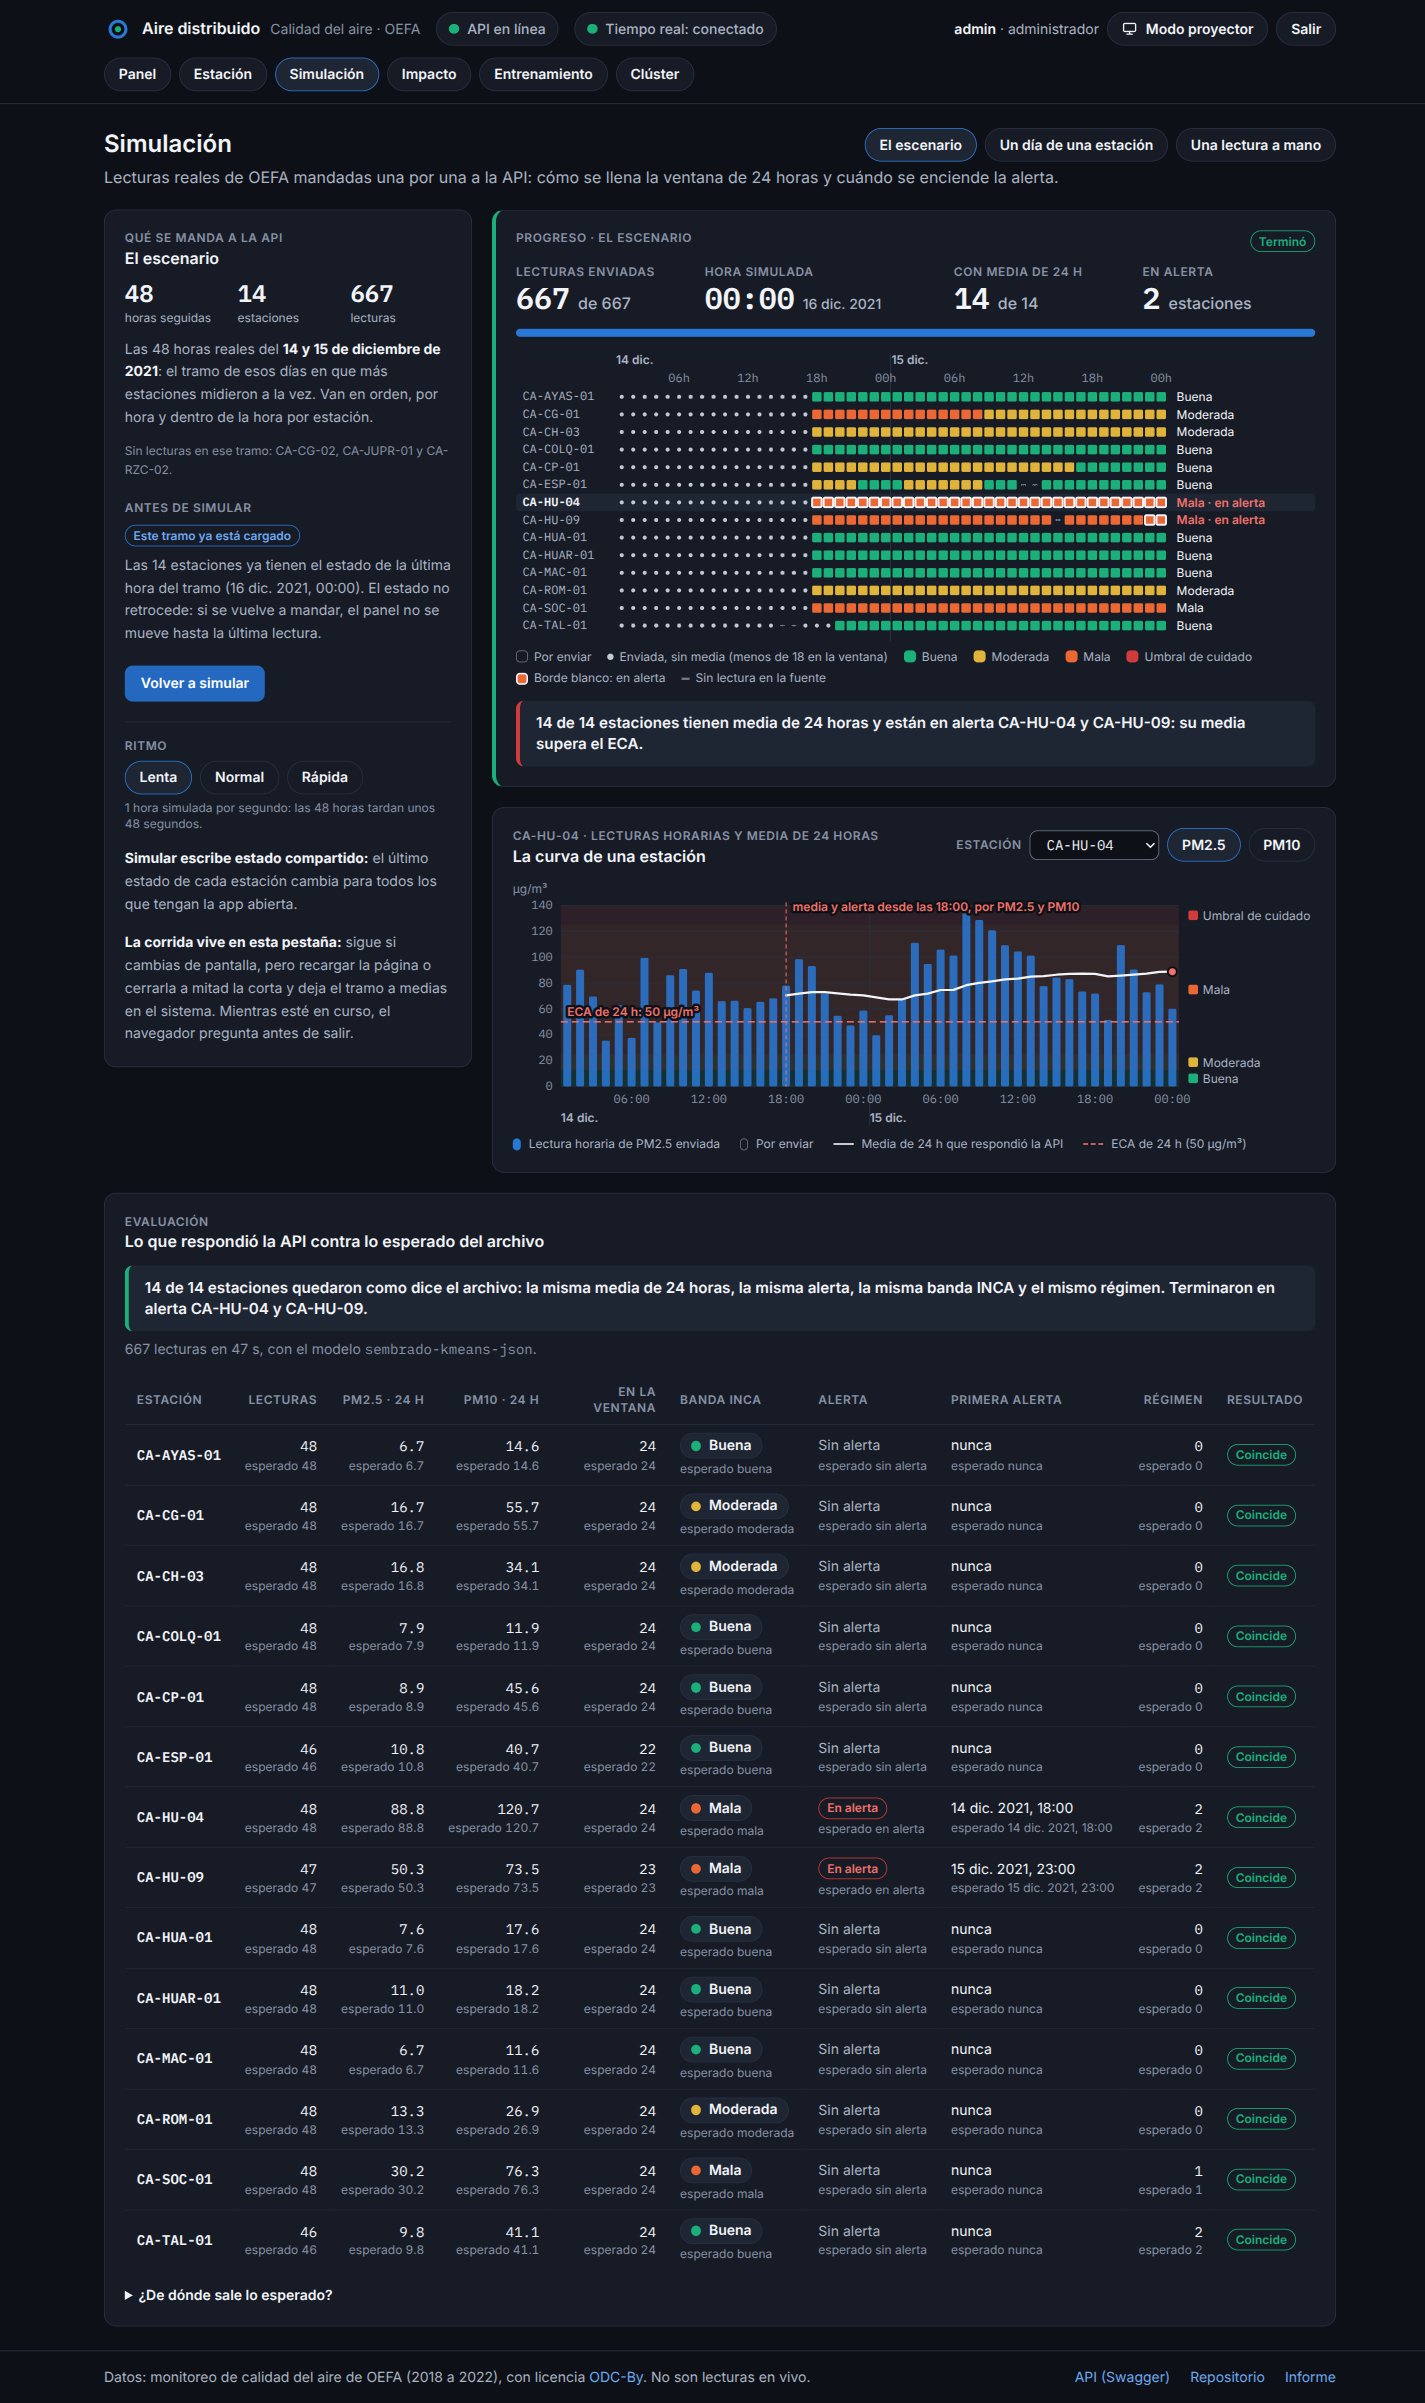 Aire distribuido Calidad del aire · OEFA API en línea Tiempo real: conectado admin · administrador Modo proyector Salir
Panel Estación Simulación Impacto Entrenamiento Clúster
Simulación El escenario Un día de una estación Una lectura a mano
Lecturas reales de OEFA mandadas una por una a la API: cómo se llena la ventana de 24 horas y cuándo se enciende la alerta.
QUÉ SE MANDA A LA API
El escenario
48 14 667
horas seguidas estaciones lecturas
Las 48 horas reales del 14 y 15 de diciembre de
2021: el tramo de esos días en que más
estaciones midieron a la vez. Van en orden, por
hora y dentro de la hora por estación.
Sin lecturas en ese tramo: CA-CG-02, CA-JUPR-01 y CA-
RZC-02.
ANTES DE SIMULAR
Este tramo ya está cargado
Las 14 estaciones ya tienen el estado de la última
hora del tramo (16 dic. 2021, 00:00). El estado no
retrocede: si se vuelve a mandar, el panel no se
mueve hasta la última lectura.
Volver a simular
RITMO
Lenta Normal Rápida
1 hora simulada por segundo: las 48 horas tardan unos
48 segundos.
Simular escribe estado compartido: el último
estado de cada estación cambia para todos los
que tengan la app abierta.
La corrida vive en esta pestaña: sigue si
cambias de pantalla, pero recargar la página o
cerrarla a mitad la corta y deja el tramo a medias
en el sistema. Mientras esté en curso, el
navegador pregunta antes de salir.
PROGRESO · EL ESCENARIO Terminó
LECTURAS ENVIADAS HORA SIMULADA CON MEDIA DE 24 H EN ALERTA
667 de 667 00:00 16 dic. 2021 14 de 14 2 estaciones
14 dic. 15 dic.
06h 12h 18h 00h 06h 12h 18h 00h
CA-AYAS-01 Buena
CA-CG-01 Moderada
CA-CH-03 Moderada
CA-COLQ-01 Buena
CA-CP-01 Buena
CA-ESP-01 Buena
CA-HU-04 Mala · en alerta
CA-HU-09 Mala · en alerta
CA-HUA-01 Buena
CA-HUAR-01 Buena
CA-MAC-01 Buena
CA-ROM-01 Moderada
CA-SOC-01 Mala
CA-TAL-01 Buena
Por enviar Enviada, sin media (menos de 18 en la ventana) Buena Moderada Mala Umbral de cuidado
Borde blanco: en alerta Sin lectura en la fuente
14 de 14 estaciones tienen media de 24 horas y están en alerta CA-HU-04 y CA-HU-09: su media
supera el ECA.
CA-HU-04 · LECTURAS HORARIAS Y MEDIA DE 24 HORAS
La curva de una estación
ESTACIÓN CA-HU-04 PM2.5 PM10
µg/m³
140
120
100
80
60
40
20
0
media y alerta desde las 18:00, por PM2.5 y PM10
ECA de 24 h: 50 µg/m³
Umbral de cuidado
Mala
Moderada
Buena
06:00 12:00 18:00 00:00 06:00 12:00 18:00 00:00
14 dic. 15 dic.
Lectura horaria de PM2.5 enviada Por enviar Media de 24 h que respondió la API ECA de 24 h (50 µg/m³)
EVALUACIÓN
Lo que respondió la API contra lo esperado del archivo
14 de 14 estaciones quedaron como dice el archivo: la misma media de 24 horas, la misma alerta, la misma banda INCA y el mismo régimen. Terminaron en
alerta CA-HU-04 y CA-HU-09.
667 lecturas en 47 s, con el modelo sembrado-kmeans-json.
ESTACIÓN LECTURAS PM2.5 · 24 H PM10 · 24 H EN LA VENTANA BANDA INCA ALERTA PRIMERA ALERTA RÉGIMEN RESULTADO
CA-AYAS-01 48 6.7 14.6 24 Buena Sin alerta nunca 0 Coincide
esperado 48 esperado 6.7 esperado 14.6 esperado 24 esperado buena esperado sin alerta esperado nunca esperado 0
CA-CG-01 48 16.7 55.7 24 Moderada Sin alerta nunca 0 Coincide
esperado 48 esperado 16.7 esperado 55.7 esperado 24 esperado moderada esperado sin alerta esperado nunca esperado 0
CA-CH-03 48 16.8 34.1 24 Moderada Sin alerta nunca 0 Coincide
esperado 48 esperado 16.8 esperado 34.1 esperado 24 esperado moderada esperado sin alerta esperado nunca esperado 0
CA-COLQ-01 48 7.9 11.9 24 Buena Sin alerta nunca 0 Coincide
esperado 48 esperado 7.9 esperado 11.9 esperado 24 esperado buena esperado sin alerta esperado nunca esperado 0
CA-CP-01 48 8.9 45.6 24 Buena Sin alerta nunca 0 Coincide
esperado 48 esperado 8.9 esperado 45.6 esperado 24 esperado buena esperado sin alerta esperado nunca esperado 0
CA-ESP-01 46 10.8 40.7 22 Buena Sin alerta nunca 0 Coincide
esperado 46 esperado 10.8 esperado 40.7 esperado 22 esperado buena esperado sin alerta esperado nunca esperado 0
CA-HU-04 48 88.8 120.7 24 Mala En alerta 14 dic. 2021, 18:00 2 Coincide
esperado 48 esperado 88.8 esperado 120.7 esperado 24 esperado mala esperado en alerta esperado 14 dic. 2021, 18:00 esperado 2
CA-HU-09 47 50.3 73.5 23 Mala En alerta 15 dic. 2021, 23:00 2 Coincide
esperado 47 esperado 50.3 esperado 73.5 esperado 23 esperado mala esperado en alerta esperado 15 dic. 2021, 23:00 esperado 2
CA-HUA-01 48 7.6 17.6 24 Buena Sin alerta nunca 0 Coincide
esperado 48 esperado 7.6 esperado 17.6 esperado 24 esperado buena esperado sin alerta esperado nunca esperado 0
CA-HUAR-01 48 11.0 18.2 24 Buena Sin alerta nunca 0 Coincide
esperado 48 esperado 11.0 esperado 18.2 esperado 24 esperado buena esperado sin alerta esperado nunca esperado 0
CA-MAC-01 48 6.7 11.6 24 Buena Sin alerta nunca 0 Coincide
esperado 48 esperado 6.7 esperado 11.6 esperado 24 esperado buena esperado sin alerta esperado nunca esperado 0
CA-ROM-01 48 13.3 26.9 24 Moderada Sin alerta nunca 0 Coincide
esperado 48 esperado 13.3 esperado 26.9 esperado 24 esperado moderada esperado sin alerta esperado nunca esperado 0
CA-SOC-01 48 30.2 76.3 24 Mala Sin alerta nunca 1 Coincide
esperado 48 esperado 30.2 esperado 76.3 esperado 24 esperado mala esperado sin alerta esperado nunca esperado 1
CA-TAL-01 46 9.8 41.1 24 Buena Sin alerta nunca 2 Coincide
esperado 46 esperado 9.8 esperado 41.1 esperado 24 esperado buena esperado sin alerta esperado nunca esperado 2
¿De dónde sale lo esperado?
Datos: monitoreo de calidad del aire de OEFA (2018 a 2022), con licencia ODC-By. No son lecturas en vivo. API (Swagger) Repositorio Informe